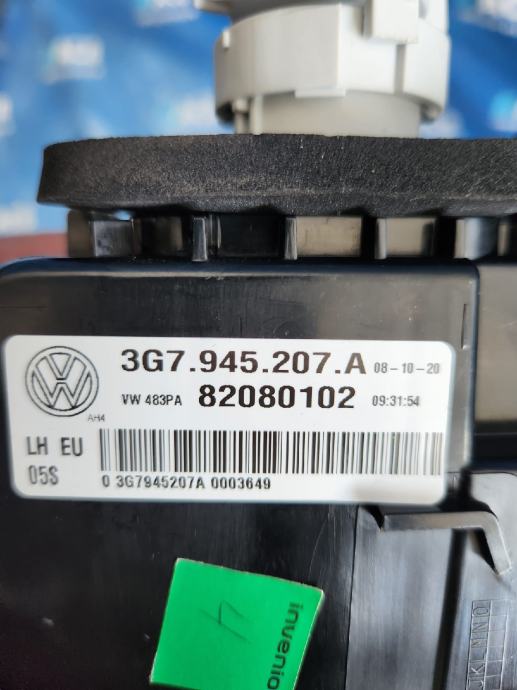 3G7.945.207.A 08-10-20
VW 483PA 82080102 09:31:54
AH4
LH EU
05S
0 3G7945207A 0003649
4
invenio